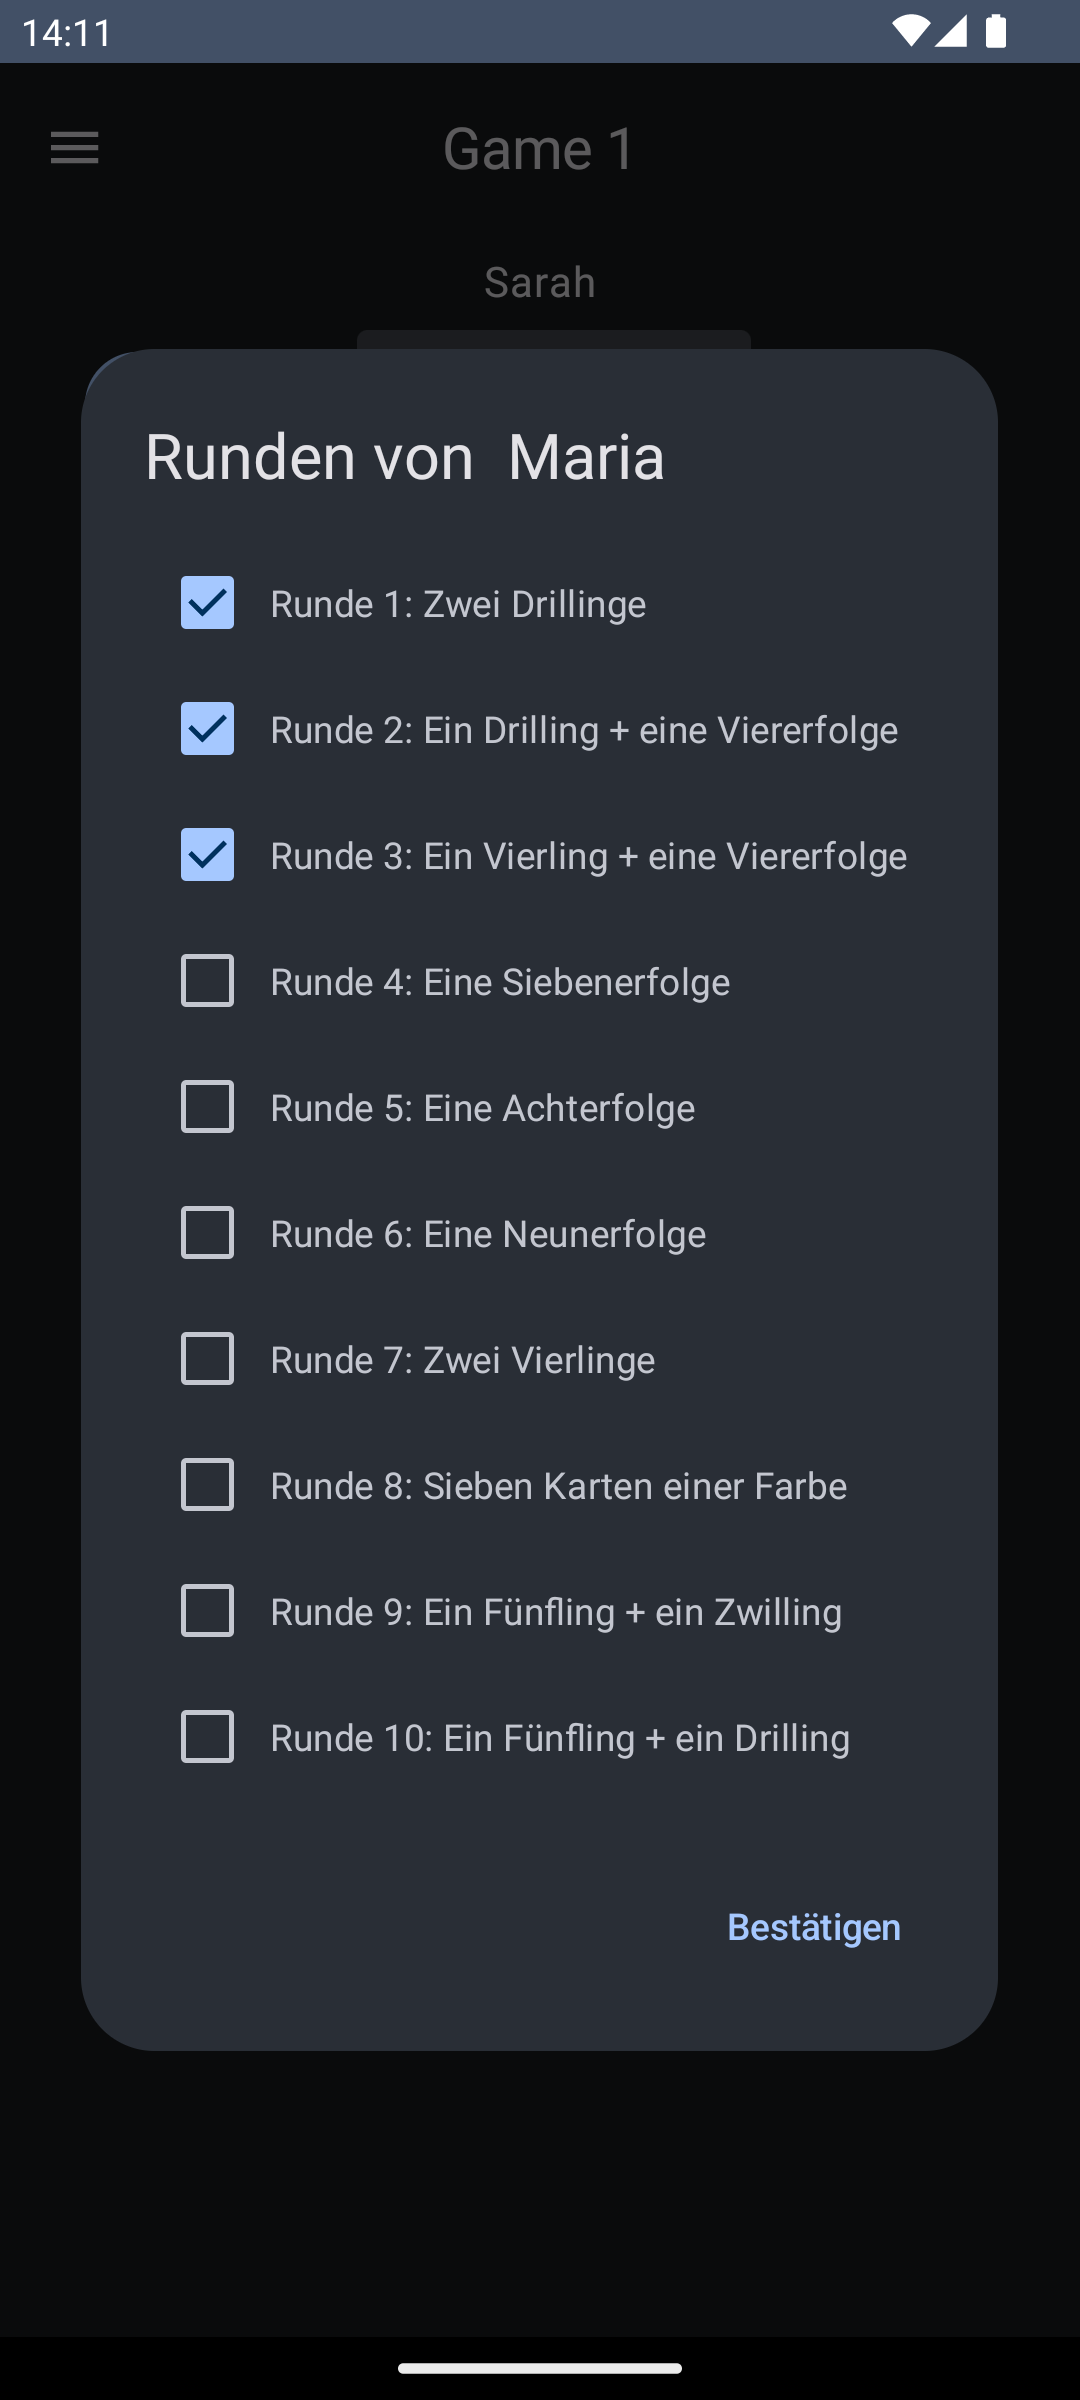 14:11
Game 1
Sarah
Runden von  Maria
Runde 1: Zwei Drillinge
Runde 2: Ein Drilling + eine Viererfolge
Runde 3: Ein Vierling + eine Viererfolge
Runde 4: Eine Siebenerfolge
Runde 5: Eine Achterfolge
Runde 6: Eine Neunerfolge
Runde 7: Zwei Vierlinge
Runde 8: Sieben Karten einer Farbe
Runde 9: Ein Fünfling + ein Zwilling
Runde 10: Ein Fünfling + ein Drilling
Bestätigen